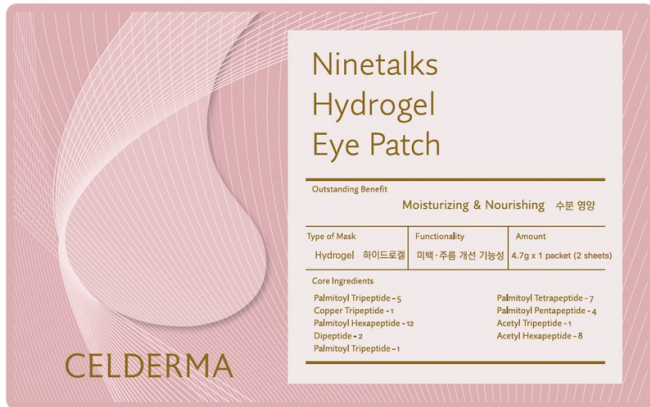 Ninetalks
Hydrogel
Eye Patch
Outstanding Benefit
Moisturizing & Nourishing 수분 영양
Type of Mask
Hydrogel 하이드로겔
Functionality
미백·주름 개선 기능성
Amount
4.7g x 1 packet (2 sheets)
Core Ingredients
Palmitoyl Tripeptide-5
Copper Tripeptide-1
Palmitoyl Hexapeptide-12
Dipeptide-2
Palmitoyl Tripeptide-1
Palmitoyl Tetrapeptide-7
Palmitoyl Pentapeptide-4
Acetyl Tripeptide-1
Acetyl Hexapeptide-8
CELDERMA